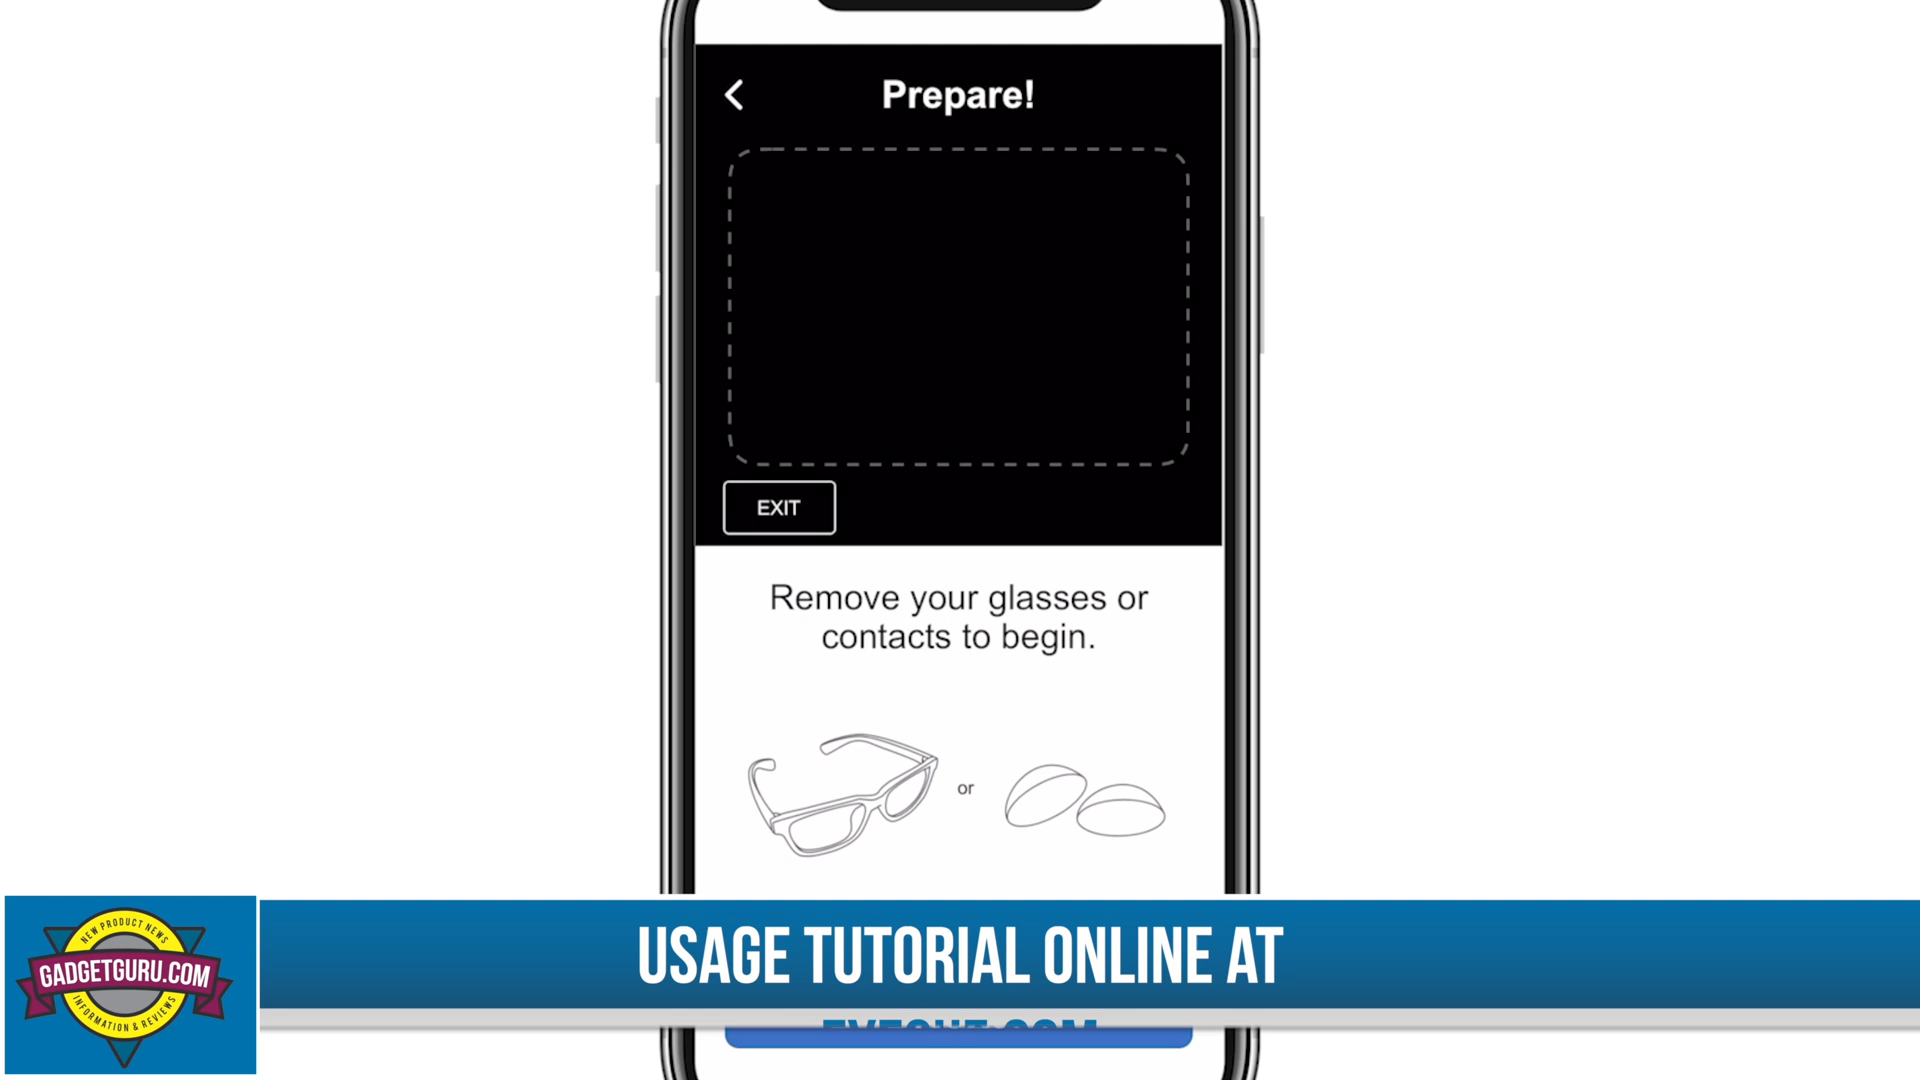 Prepare!
EXIT
Remove your glasses or
contacts to begin.
or
NEW PRODUCT NEWS
GADGETGURU.COM
INFORMATION & REVIEWS
USAGE TUTORIAL ONLINE AT